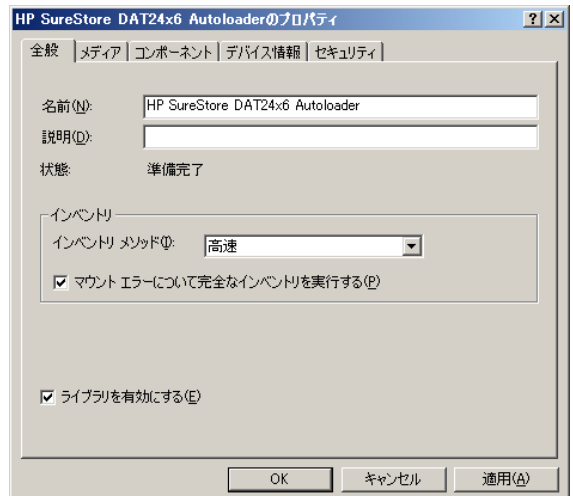 HP SureStore DAT24x6 Autoloaderのプロパティ
全般 メディア コンポーネント デバイス情報 セキュリティ
名前(N): HP SureStore DAT24x6 Autoloader
説明(D):
状態: 準備完了
インベントリ
インベントリ メソッド(I): 高速
マウント エラーについて完全なインベントリを実行する(P)
ライブラリを有効にする(E)
OK キャンセル 適用(A)